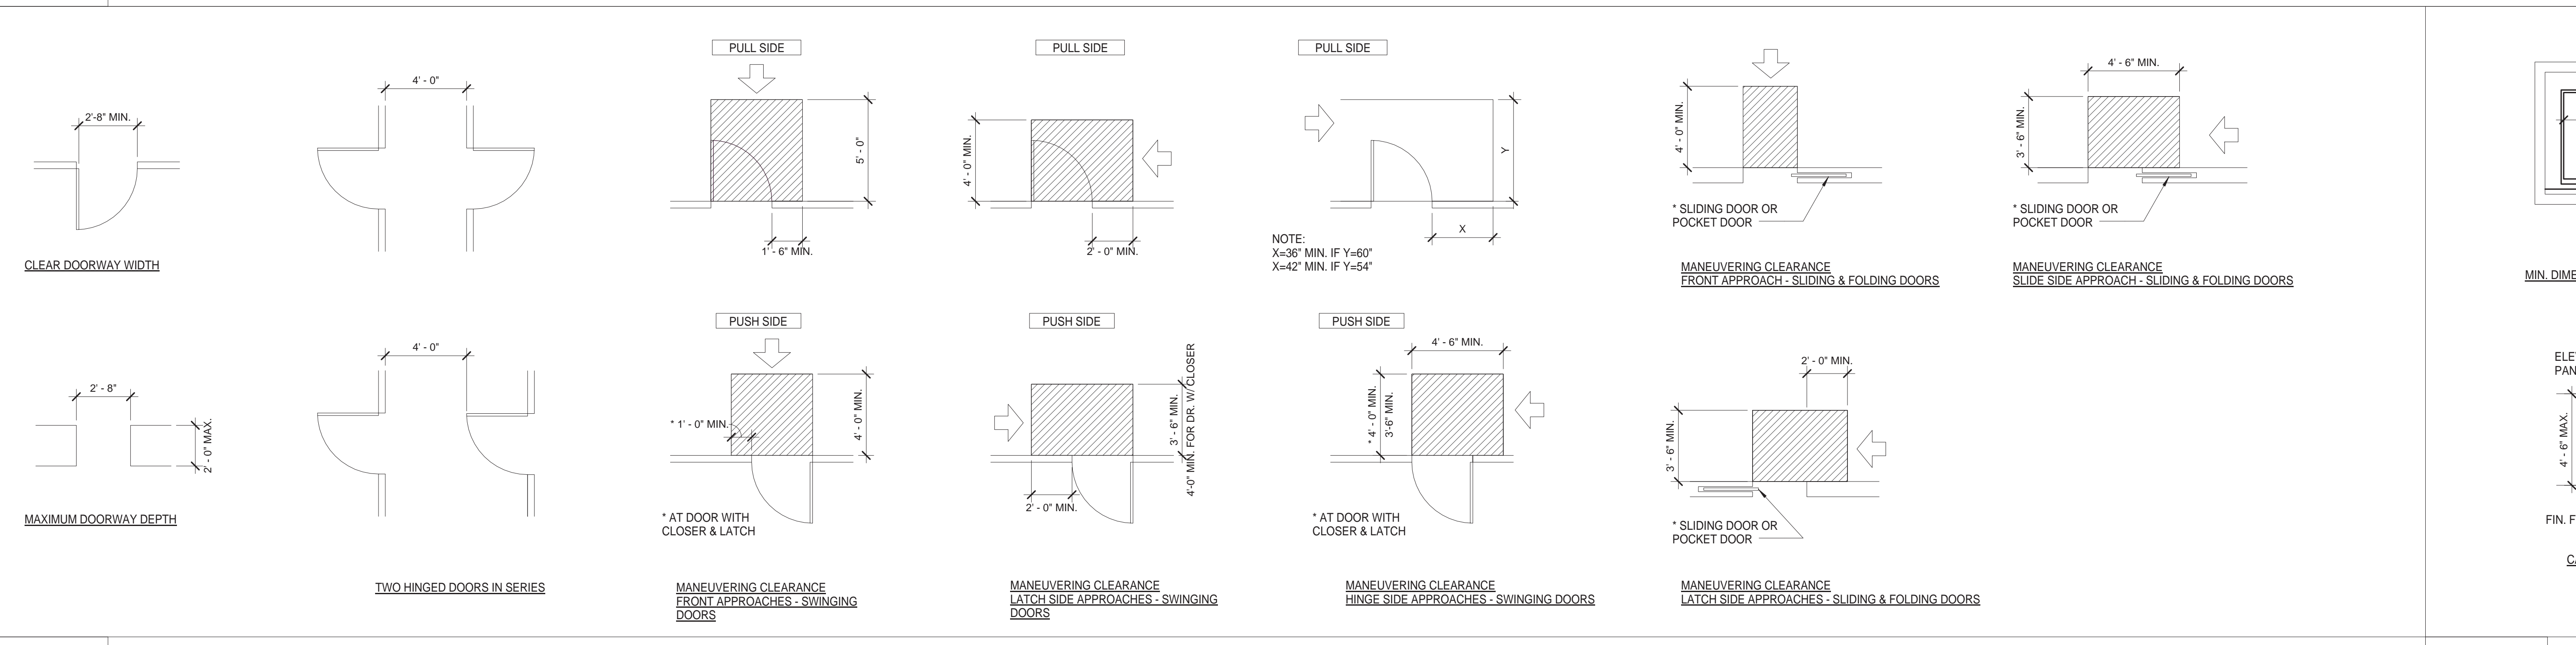 2'-8" MIN.
CLEAR DOORWAY WIDTH
2' - 8"
2' - 0" MAX.
MAXIMUM DOORWAY DEPTH
4' - 0"
4' - 0"
TWO HINGED DOORS IN SERIES
PULL SIDE
5' - 0"
1' - 6" MIN.
PUSH SIDE
* 1' - 0" MIN.
4' - 0" MIN.
* AT DOOR WITH
CLOSER & LATCH
MANEUVERING CLEARANCE
FRONT APPROACHES - SWINGING
DOORS
PULL SIDE
4' - 0" MIN.
2' - 0" MIN.
PUSH SIDE
3' - 6" MIN.
4'-0" MIN. FOR DR. W/ CLOSER
2' - 0" MIN.
MANEUVERING CLEARANCE
LATCH SIDE APPROACHES - SWINGING
DOORS
PULL SIDE
Y
X
NOTE:
X=36" MIN. IF Y=60"
X=42" MIN. IF Y=54"
PUSH SIDE
4' - 6" MIN.
* 4' - 0" MIN.
3'-6" MIN.
* AT DOOR WITH
CLOSER & LATCH
MANEUVERING CLEARANCE
HINGE SIDE APPROACHES - SWINGING DOORS
4' - 0" MIN.
* SLIDING DOOR OR
POCKET DOOR
MANEUVERING CLEARANCE
FRONT APPROACH - SLIDING & FOLDING DOORS
2' - 0" MIN.
3' - 6" MIN.
* SLIDING DOOR OR
POCKET DOOR
MANEUVERING CLEARANCE
LATCH SIDE APPROACHES - SLIDING & FOLDING DOORS
4' - 6" MIN.
3' - 6" MIN.
* SLIDING DOOR OR
POCKET DOOR
MANEUVERING CLEARANCE
SLIDE SIDE APPROACH - SLIDING & FOLDING DOORS
MIN.
4' - 6" MAX.
FIN.